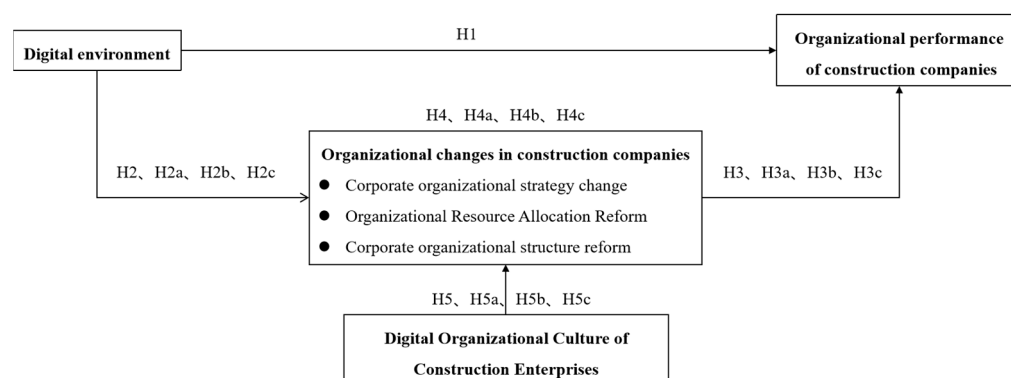 H1
Digital environment
Organizational performance
of construction companies
H4、H4a、H4b、H4c
Organizational changes in construction companies
● Corporate organizational strategy change
● Organizational Resource Allocation Reform
● Corporate organizational structure reform
H2、H2a、H2b、H2c
H3、H3a、H3b、H3c
H5、H5a、H5b、H5c
Digital Organizational Culture of
Construction Enterprises